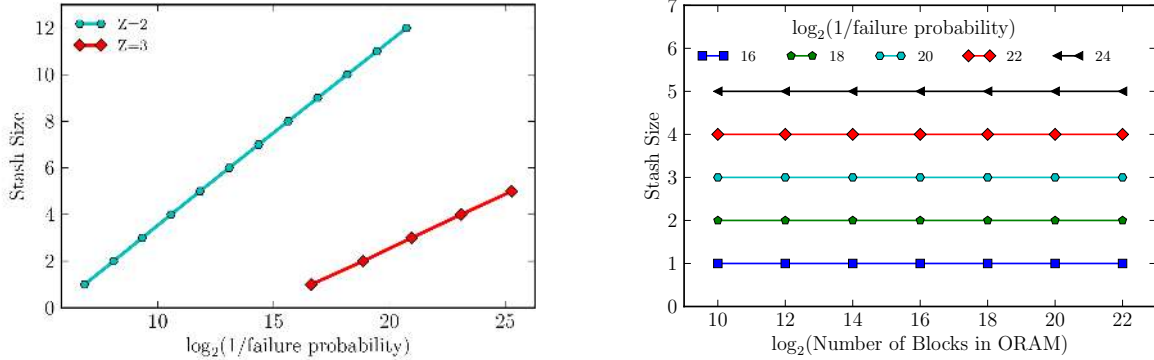 12
10
8
6
4
2
0
Stash Size
Z=2
Z=3
10 15 20 25
log₂(1/failure probability)
7
6
5
4
3
2
1
0
Stash Size
log₂(1/failure probability)
16 18 20 22 24
10 12 14 16 18 20 22
log₂(Number of Blocks in ORAM)